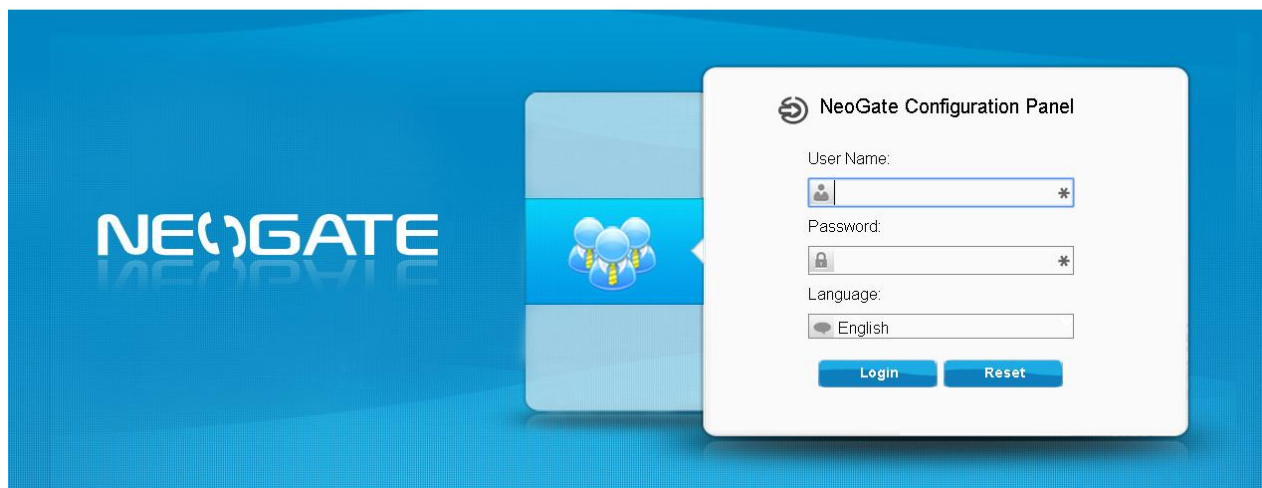 NEOGATE
NeoGate Configuration Panel
User Name:
*
Password:
*
Language:
English
Login
Reset